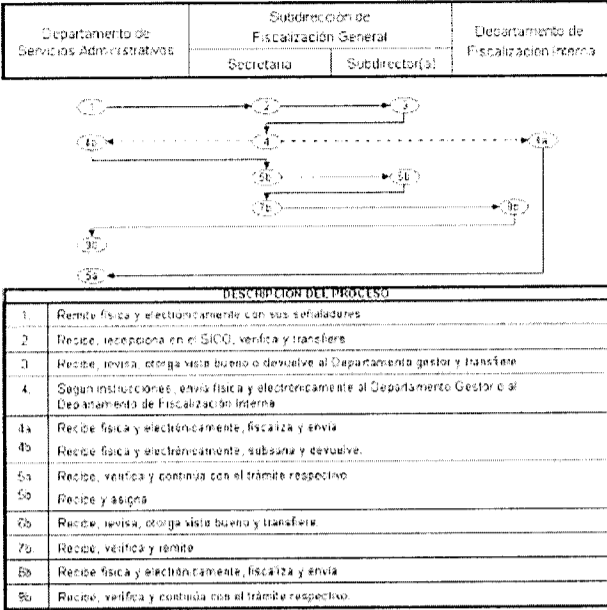 Departamento de
Servicios Administrativos
Subdirección de
Fiscalización General
Secretaria
Subdirector(a)
Departamento de
Fiscalización Interna
1
2
3
4b
4
4a
5b
6b
7b
8b
9b
5a
DESCRIPCIÓN DEL PROCESO
1. Remite física y electrónicamente con sus señaladores
2 Recibe, recepciona en el SICO, verifica y transfiere
3 Recibe, revisa, otorga visto bueno o devuelve al Departamento gestor y transfiere
4. Según instrucciones, envía física y electrónicamente al Departamento Gestor o al
Departamento de Fiscalización Interna
4a Recibe física y electrónicamente, fiscaliza y envía
4b Recibe física y electrónicamente, subsana y devuelve.
5a Recibe, verifica y continúa con el trámite respectivo
5b Recibe y asigna
6b Recibe, revisa, otorga visto bueno y transfiere.
7b. Recibe, verifica y remite
8b Recibe física y electrónicamente, fiscaliza y envía
9b Recibe, verifica y continúa con el trámite respectivo.